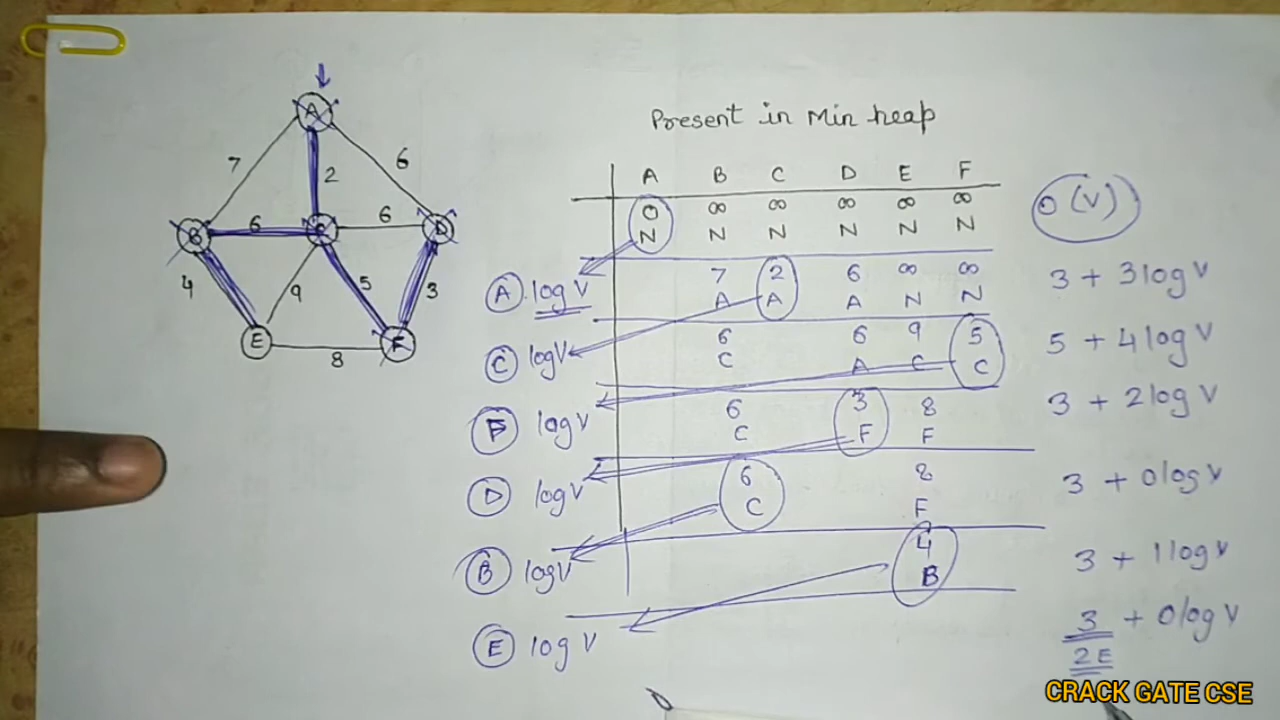 A
7
6
2
B
6
C
6
D
4
9
5
3
E
8
F
Present in Min heap
A B C D E F
0 ∞ ∞ ∞ ∞ ∞
N N N N N N
O(V)
7 2 6 ∞ ∞
A A A N N
A log V
3 + 3 log V
6 6 9 5
C A C C
C log V
5 + 4 log V
6 3 8
C F F
F log V
3 + 2 log V
6 8
C F
D log V
3 + 0 log V
4
B
B log V
3 + 1 log V
E log V
3 + 0 log V
2E
CRACK GATE CSE